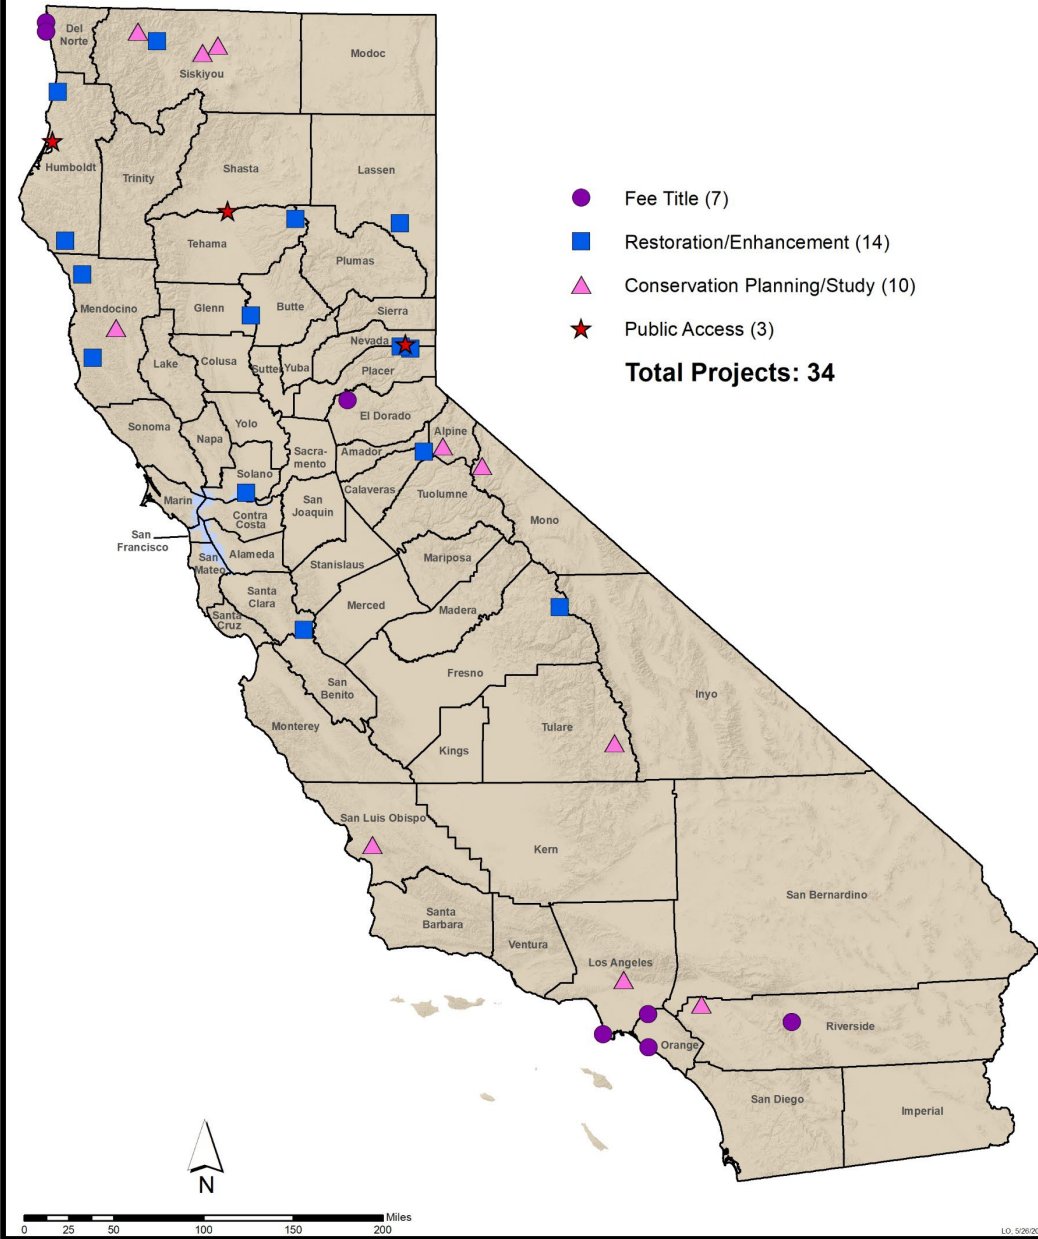 Del
Norte
Siskiyou
Modoc
Humboldt
Trinity
Shasta
Lassen
Fee Title (7)
Restoration/Enhancement (14)
Conservation Planning/Study (10)
Public Access (3)
Total Projects: 34
Tehama
Plumas
Mendocino
Glenn
Butte
Sierra
Lake
Colusa
Sutter
Yuba
Nevada
Placer
Sonoma
Napa
Yolo
El Dorado
Sacra-
mento
Amador
Alpine
Solano
Marin
Contra
Costa
San
Joaquin
Calaveras
Tuolumne
Mono
San
Francisco
San
Mateo
Alameda
Stanislaus
Mariposa
Santa
Clara
Santa
Cruz
Merced
Madera
San
Benito
Fresno
Inyo
Monterey
Kings
Tulare
San Luis Obispo
Kern
San Bernardino
Santa
Barbara
Ventura
Los Angeles
Orange
Riverside
San Diego
Imperial
N
Miles
0 25 50 100 150 200